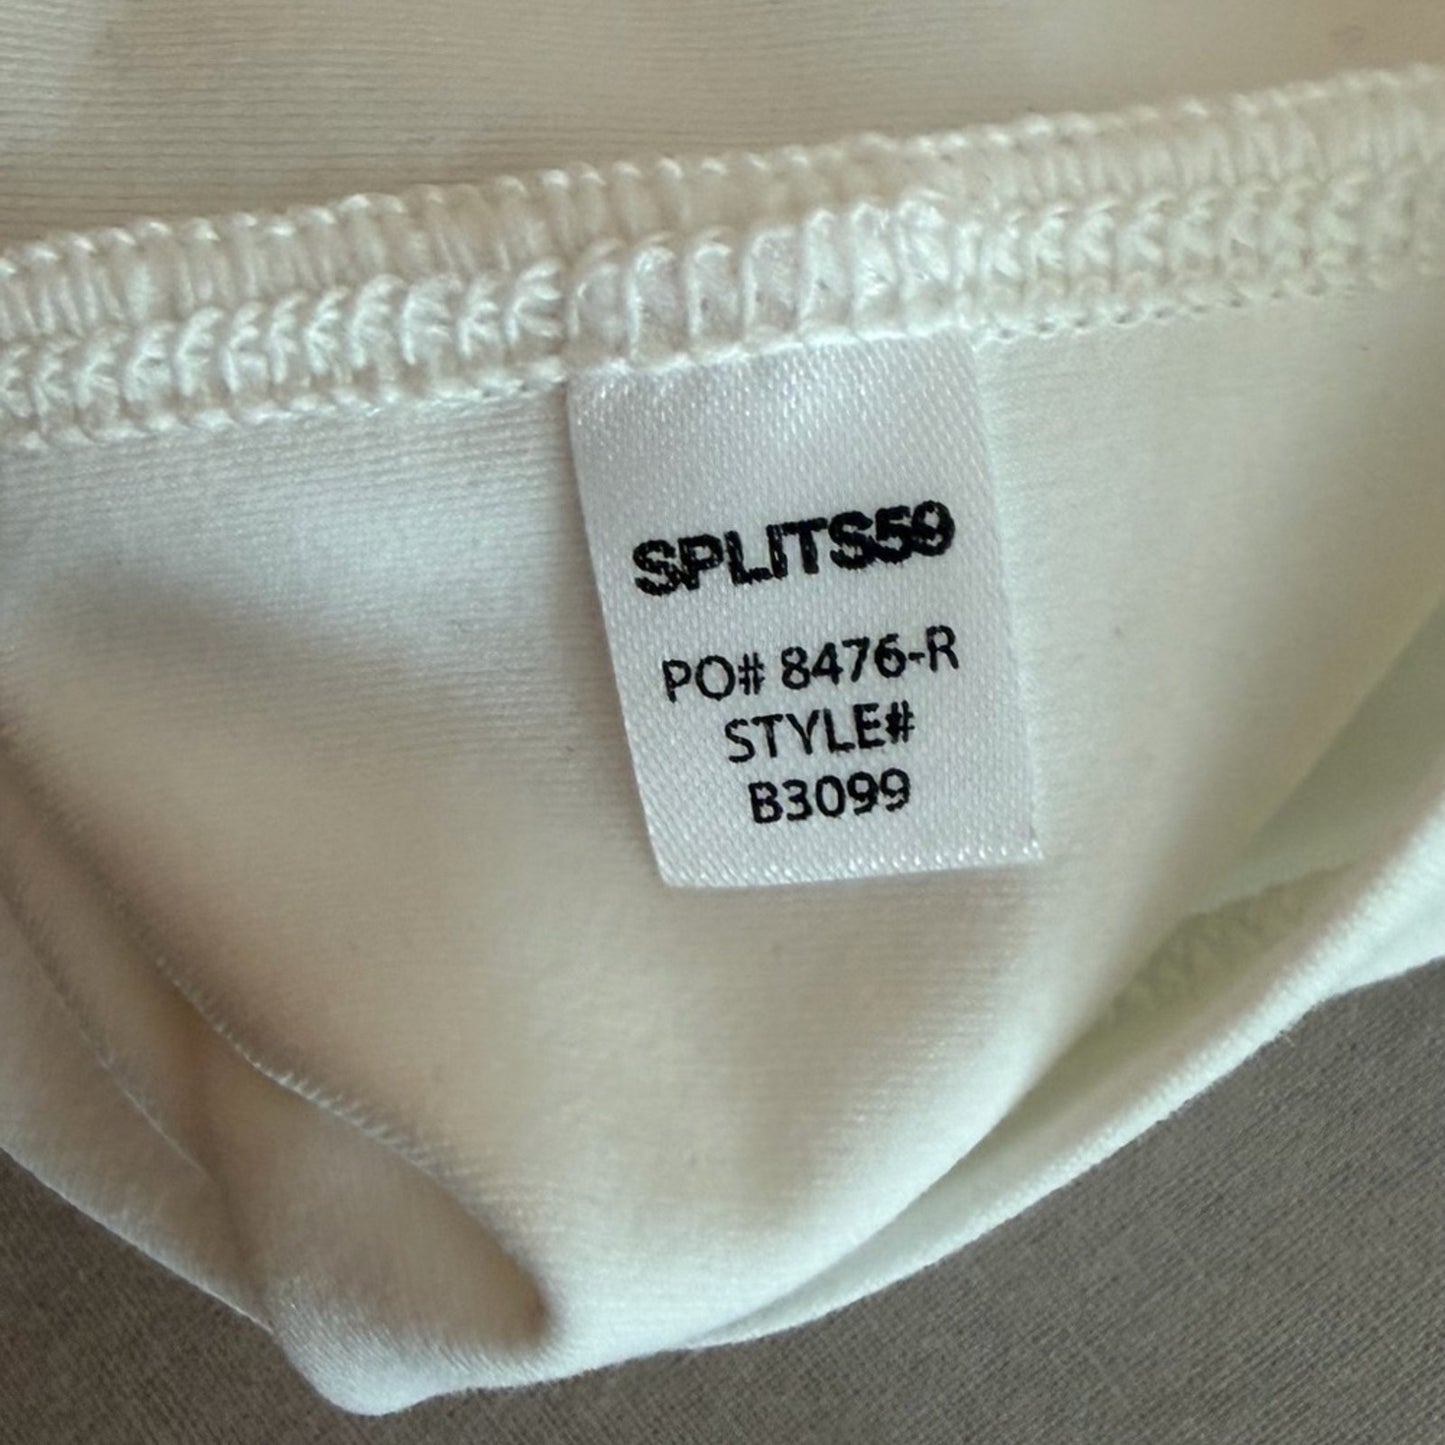 SPLITS59
PO# 8476-R
STYLE#
B3099